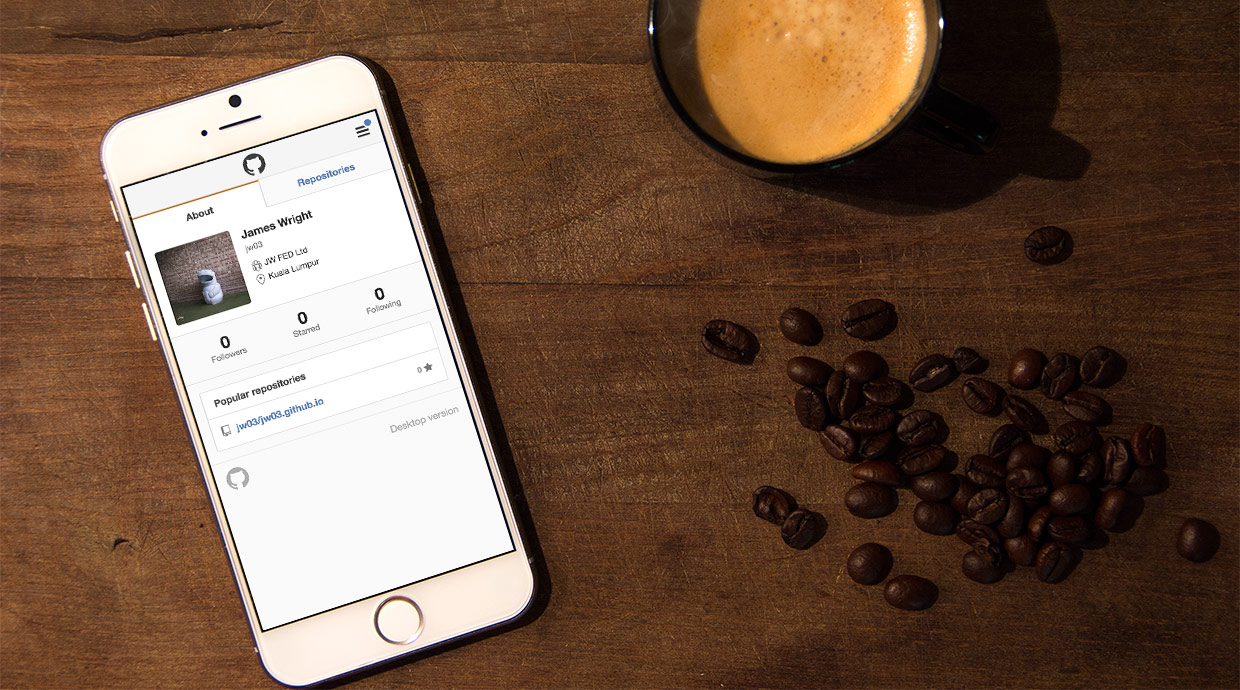 About
Repositories
James Wright
jw03
JW FED Ltd
Kuala Lumpur
0
Followers
0
Starred
0
Following
Popular repositories
jw03/jw03.github.io
0
Desktop version